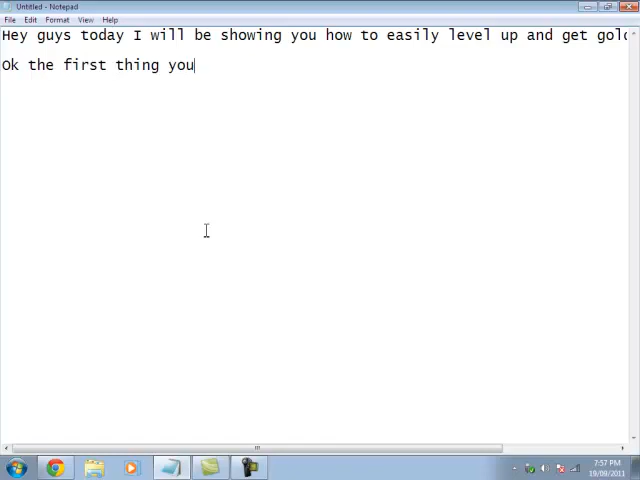 Untitled - Notepad
File Edit Format View Help
Hey guys today I will be showing you how to easily level up and get gold
Ok the first thing you
7:57 PM
19/09/2011